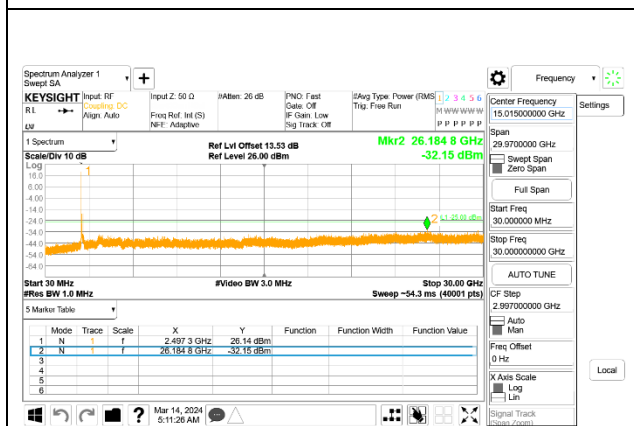 Spectrum Analyzer 1
Swept SA
+
Frequency
Settings
KEYSIGHT
RL
Input: RF
Coupling: DC
Align: Auto
Input Z: 50 Ω
Freq Ref: Int (S)
NFE: Adaptive
#Atten: 26 dB
PNO: Fast
Gate: Off
IF Gain: Low
Sig Track: Off
#Avg Type: Power (RMS
Trig: Free Run
1 2 3 4 5 6
M W W W W W
P P P P P P
1 Spectrum
Scale/Div 10 dB
Ref Lvl Offset 13.53 dB
Ref Level 26.00 dBm
Mkr2 26.184 8 GHz
-32.15 dBm
Log
16.0
6.00
-4.00
-14.0
-24.0
-34.0
-44.0
-54.0
-64.0
1
2
DL1 -25.00 dBm
Start 30 MHz
#Res BW 1.0 MHz
#Video BW 3.0 MHz
Stop 30.00 GHz
Sweep ~54.3 ms (40001 pts)
5 Marker Table
Mode Trace Scale X Y Function Function Width Function Value
1 N 1 f 2.497 3 GHz 26.14 dBm
2 N 1 f 26.184 8 GHz -32.15 dBm
3
4
5
6
Center Frequency
15.015000000 GHz
Span
29.9700000 GHz
Swept Span
Zero Span
Full Span
Start Freq
30.000000 MHz
Stop Freq
30.000000000 GHz
AUTO TUNE
CF Step
2.997000000 GHz
Auto
Man
Freq Offset
0 Hz
X Axis Scale
Log
Lin
Signal Track
(Span Zoom)
Local
?
Mar 14, 2024
5:11:26 AM